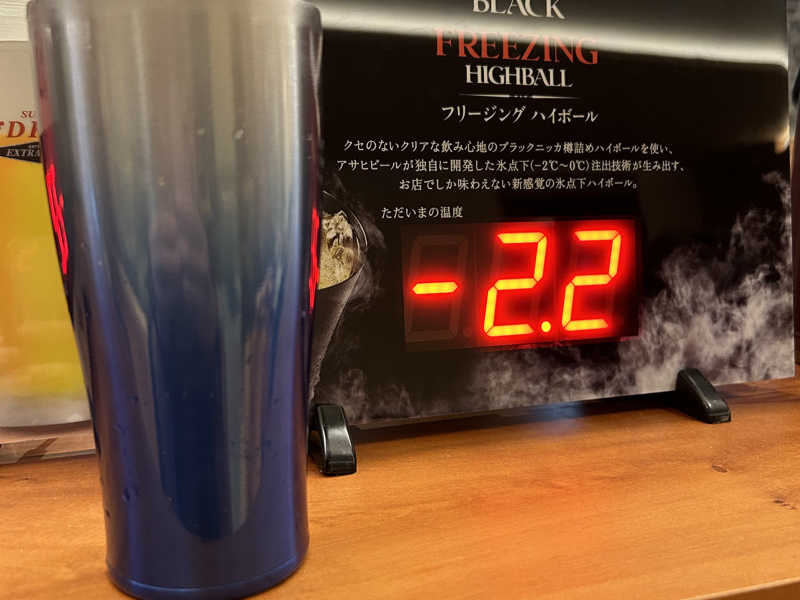 BLACK
FREEZING
HIGHBALL
フリージング ハイボール
クセのないクリアな飲み心地のブラックニッカ樽詰めハイボールを使い、
アサヒビールが独自に開発した氷点下(-2℃～0℃)注出技術が生み出す、
お店でしか味わえない新感覚の氷点下ハイボール。
ただいまの温度
-2.2
SU
EXTRA